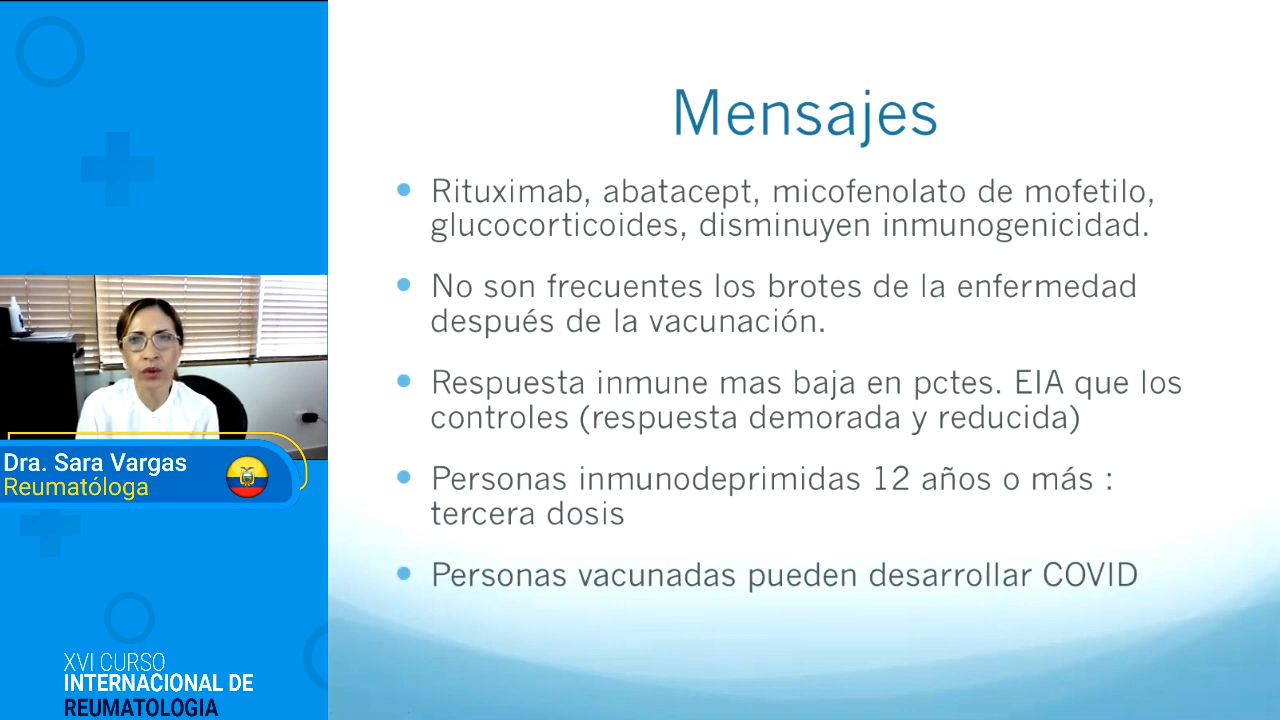 Mensajes
Rituximab, abatacept, micofenolato de mofetilo,
glucocorticoides, disminuyen inmunogenicidad.
No son frecuentes los brotes de la enfermedad
después de la vacunación.
Respuesta inmune mas baja en pctes. EIA que los
controles (respuesta demorada y reducida)
Personas inmunodeprimidas 12 años o más :
tercera dosis
Personas vacunadas pueden desarrollar COVID
Dra. Sara Vargas
Reumatóloga
XVI CURSO
INTERNACIONAL DE
REUMATOLOGIA